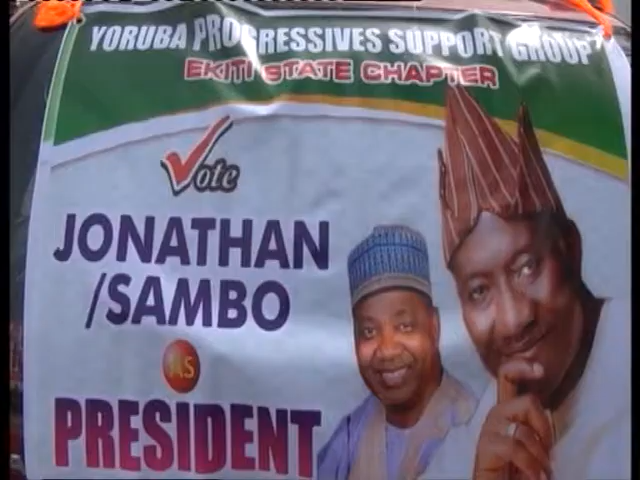 YORUBA PROGRESSIVES SUPPORT GROUP
EKITI STATE CHAPTER
Vote
JONATHAN
/SAMBO
AS
PRESIDENT